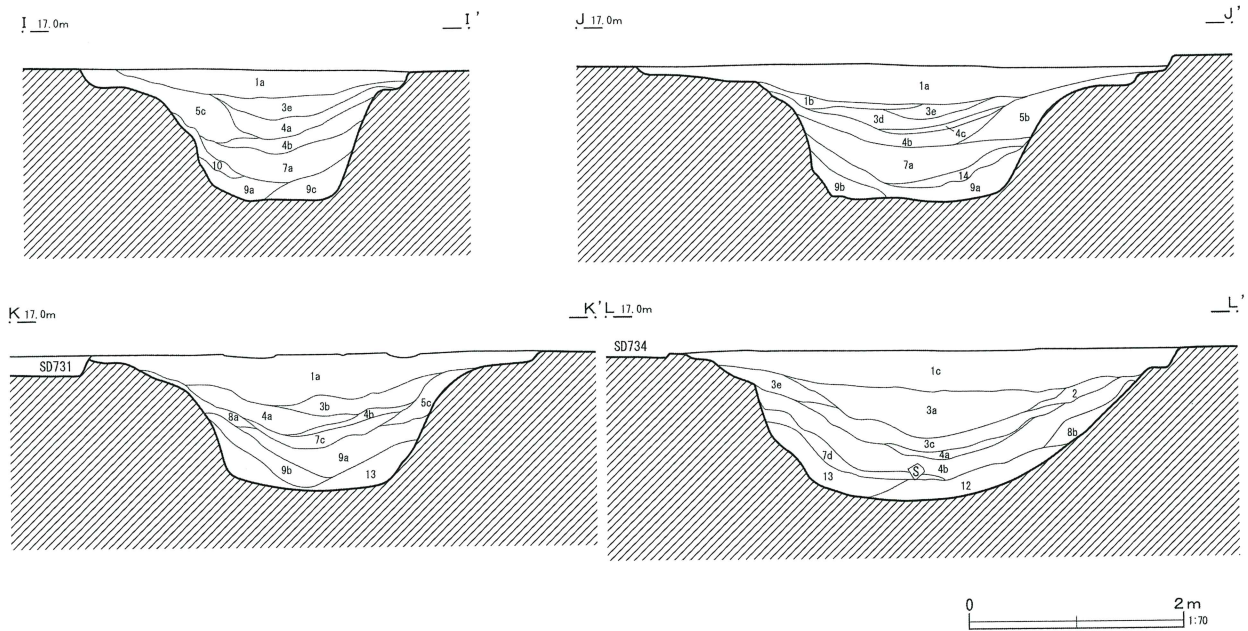 I 17.0m I'
1a
5c
3e
4a
4b
10
7a
9a
9c
J 17.0m J'
1a
1b
3e
3d
5b
4c
4b
7a
14
9b
9a
K 17.0m K'
SD731
1a
3b
5c
8a
4a
4b
7c
9a
9b
13
L 17.0m L'
SD734
1c
3e
2
3a
8b
3c
4a
7d
S
4b
13
12
0 2m
1:70